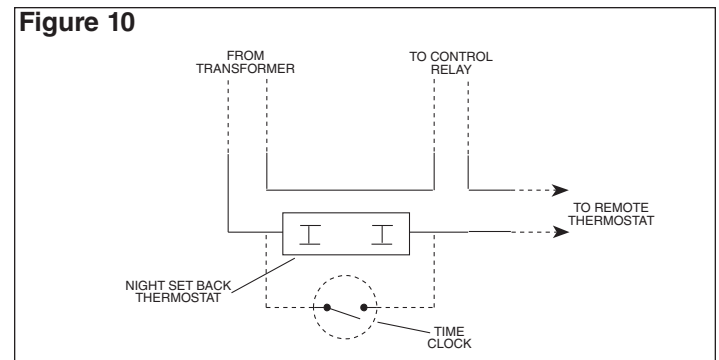 Figure 10
FROM
TRANSFORMER
TO CONTROL
RELAY
TO REMOTE
THERMOSTAT
NIGHT SET BACK
THERMOSTAT
TIME
CLOCK